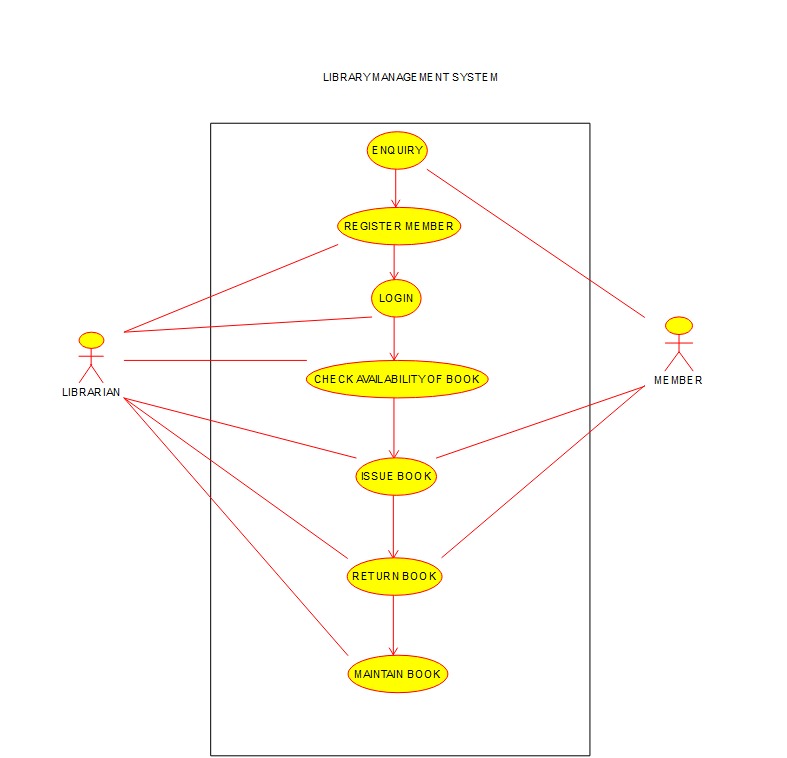 LIBRARY MANAGEMENT SYSTEM
ENQUIRY
REGISTER MEMBER
LOGIN
CHECK AVAILABILITY OF BOOK
LIBRARIAN
MEMBER
ISSUE BOOK
RETURN BOOK
MAINTAIN BOOK